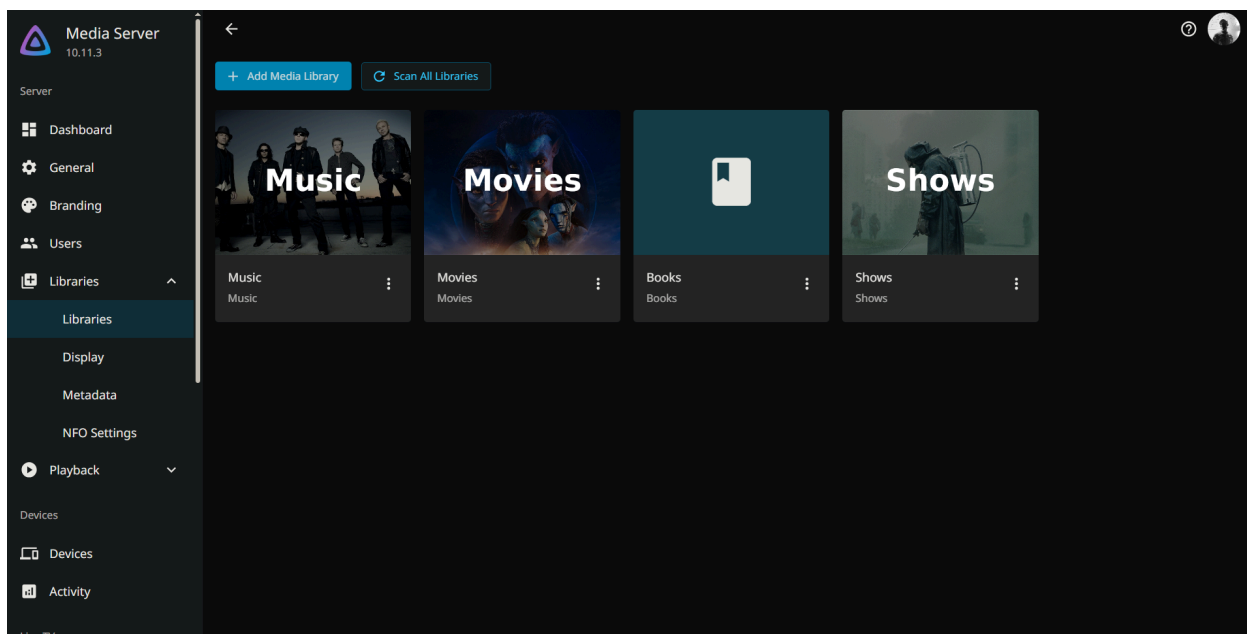 Media Server
10.11.3
Server
Dashboard
General
Branding
Users
Libraries
Libraries
Display
Metadata
NFO Settings
Playback
Devices
Devices
Activity
Add Media Library
Scan All Libraries
Music
Movies
Shows
Music
Music
Movies
Movies
Books
Books
Shows
Shows